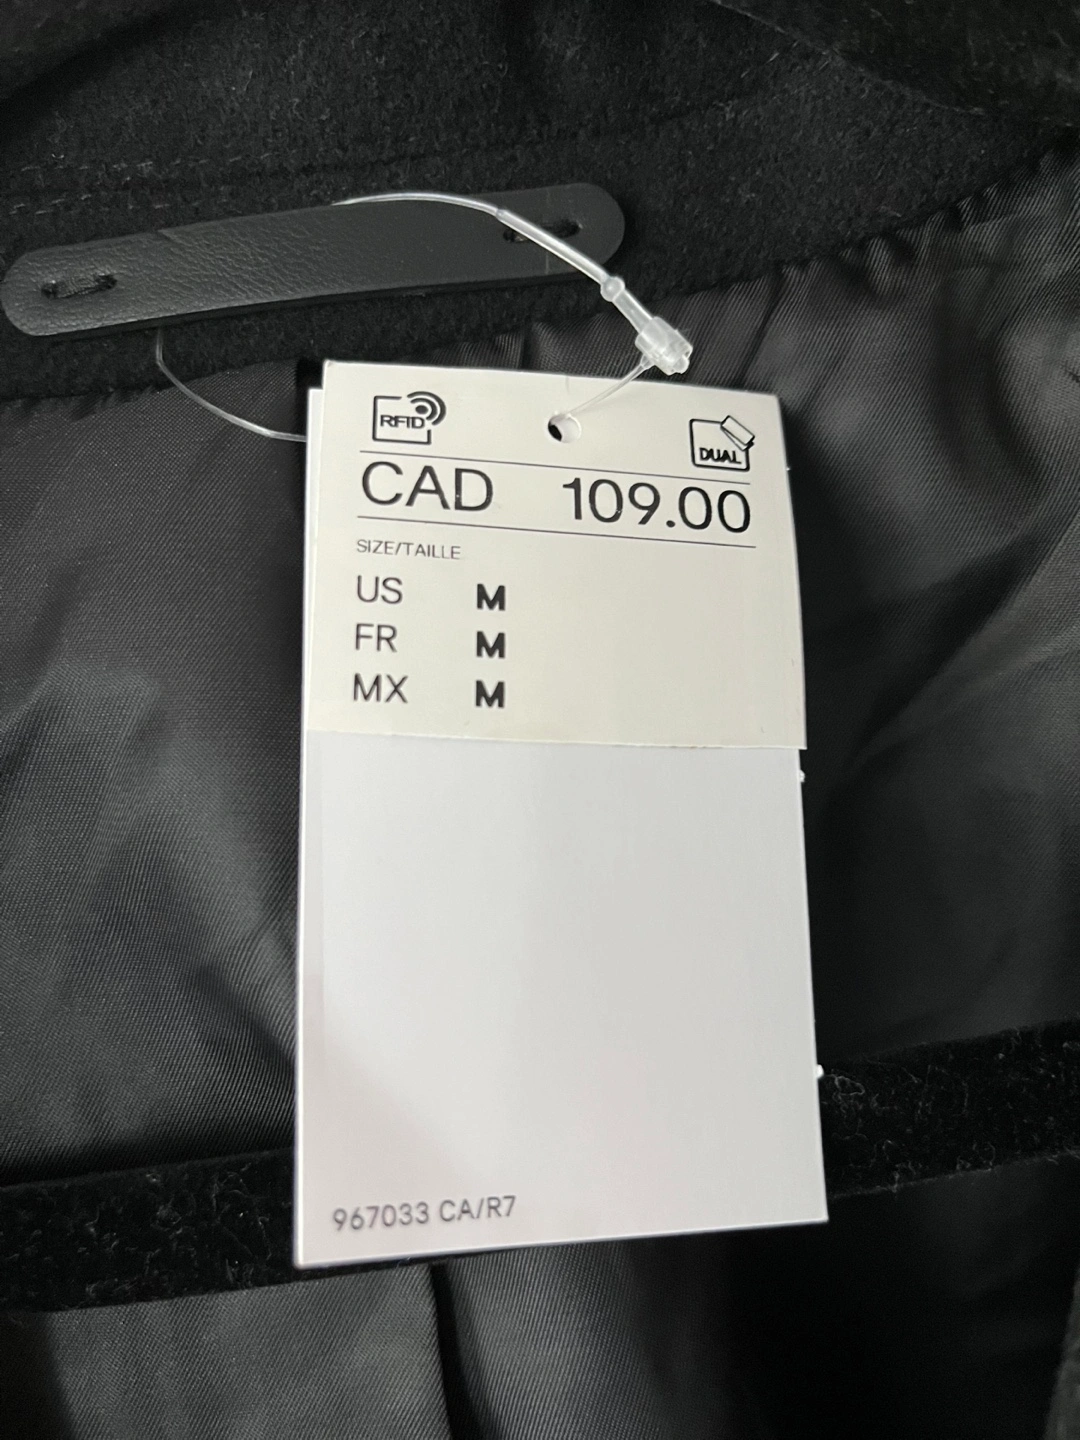 RFID
DUAL
CAD 109.00
SIZE/TAILLE
US M
FR M
MX M
967033 CA/R7